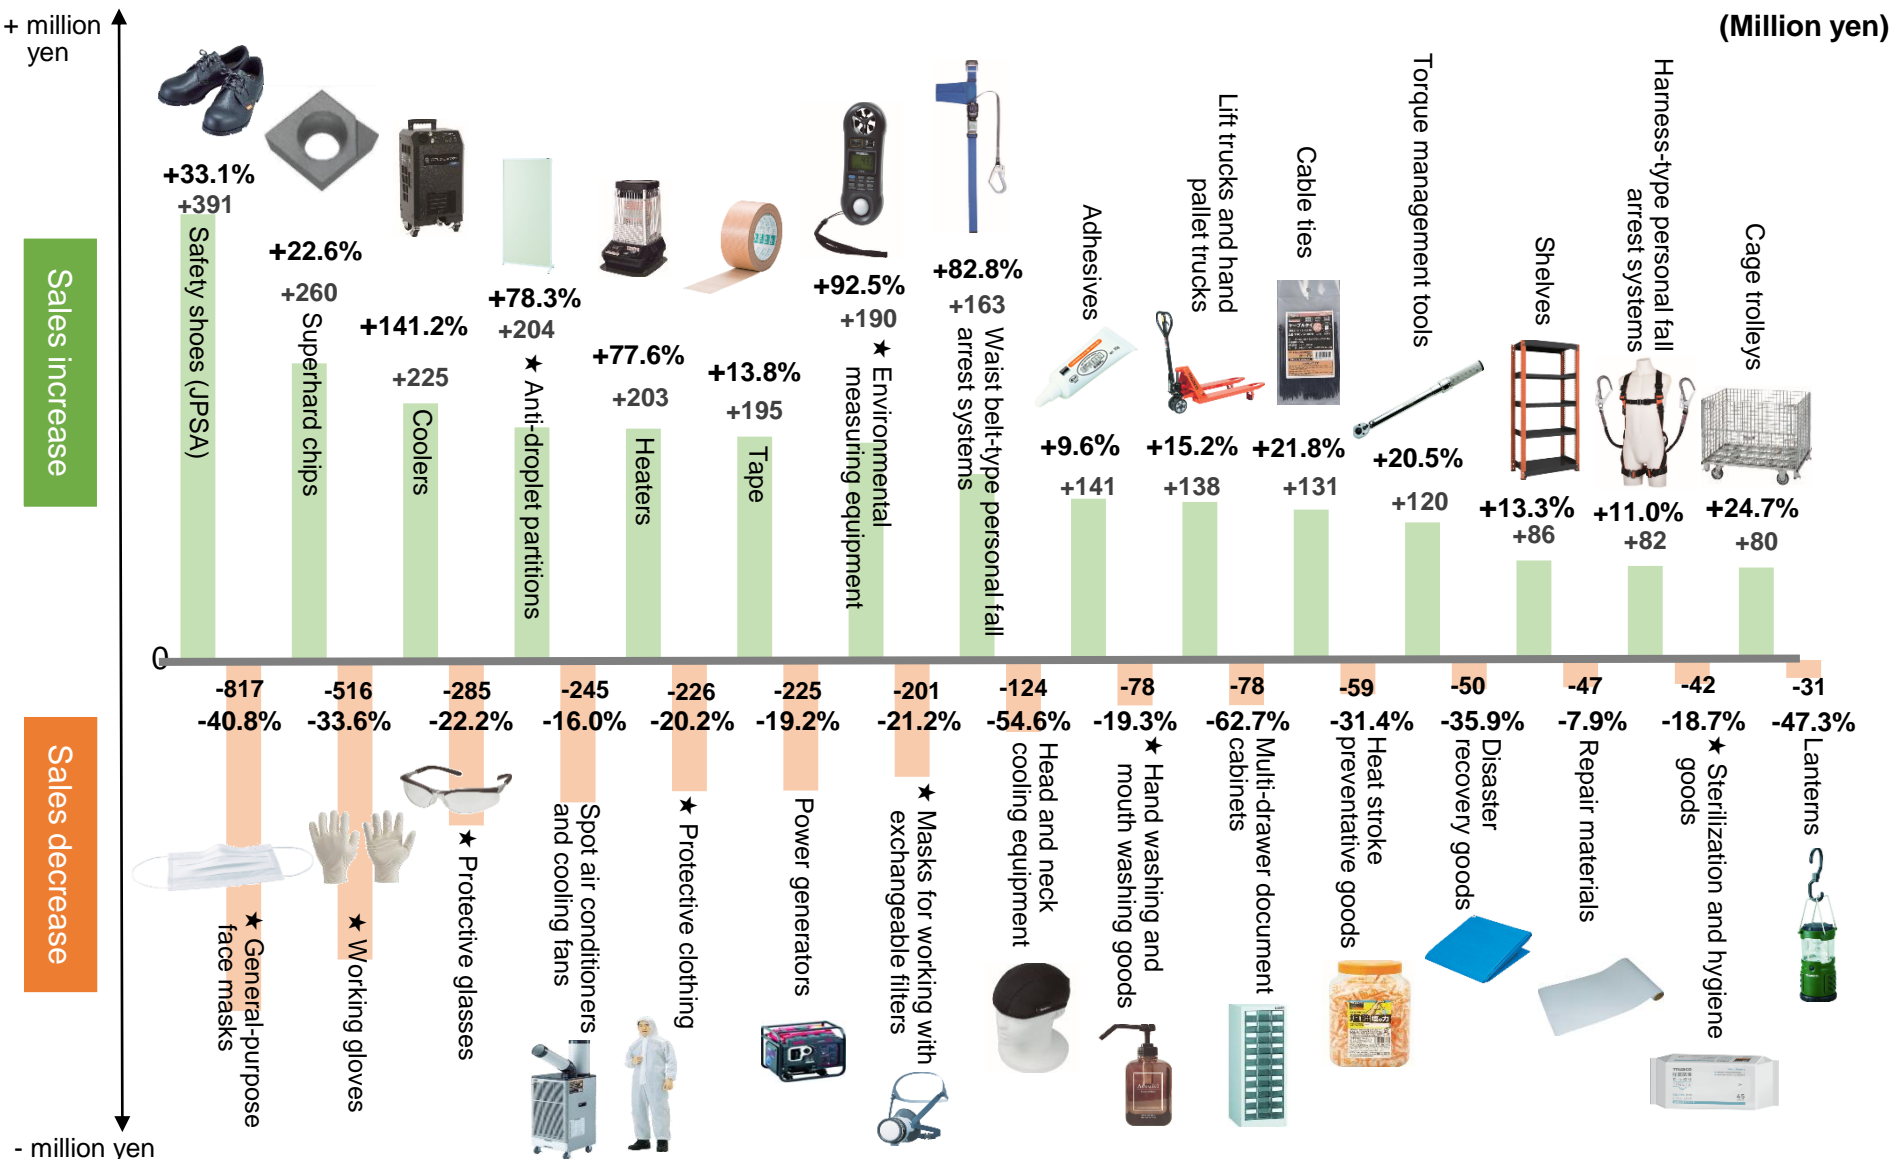 + million
yen
(Million yen)
Sales increase
+33.1%
+391
Safety shoes (JPSA)
+22.6%
+260
Superhard chips
+141.2%
+225
Coolers
+78.3%
+204
★ Anti-droplet partitions
+77.6%
+203
Heaters
+13.8%
+195
Tape
+92.5%
+190
★ Environmental
measuring equipment
+82.8%
+163
Waist belt-type personal fall
arrest systems
Adhesives
+9.6%
+141
Lift trucks and hand
pallet trucks
+15.2%
+138
Cable ties
+21.8%
+131
Torque management tools
+20.5%
+120
Shelves
+13.3%
+86
Harness-type personal fall
arrest systems
+11.0%
+82
Cage trolleys
+24.7%
+80
0
Sales decrease
-817
-40.8%
★ General-purpose
face masks
-516
-33.6%
★ Working gloves
-285
-22.2%
★ Protective glasses
-245
-16.0%
Spot air conditioners
and cooling fans
-226
-20.2%
★ Protective clothing
-225
-19.2%
Power generators
-201
-21.2%
★ Masks for working with
exchangeable filters
-124
-54.6%
Head and neck
cooling equipment
-78
-19.3%
★ Hand washing and
mouth washing goods
-78
-62.7%
Multi-drawer document
cabinets
-59
-31.4%
Heat stroke
preventative goods
-50
-35.9%
Disaster
recovery goods
-47
-7.9%
Repair materials
-42
-18.7%
★ Sterilization and hygiene
goods
-31
-47.3%
Lanterns
- million yen